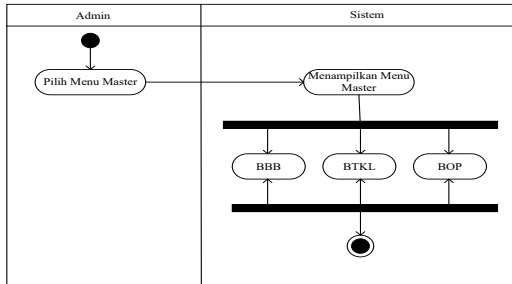 Admin
Sistem
Pilih Menu Master
Menampilkan Menu
Master
BBB
BTKL
BOP